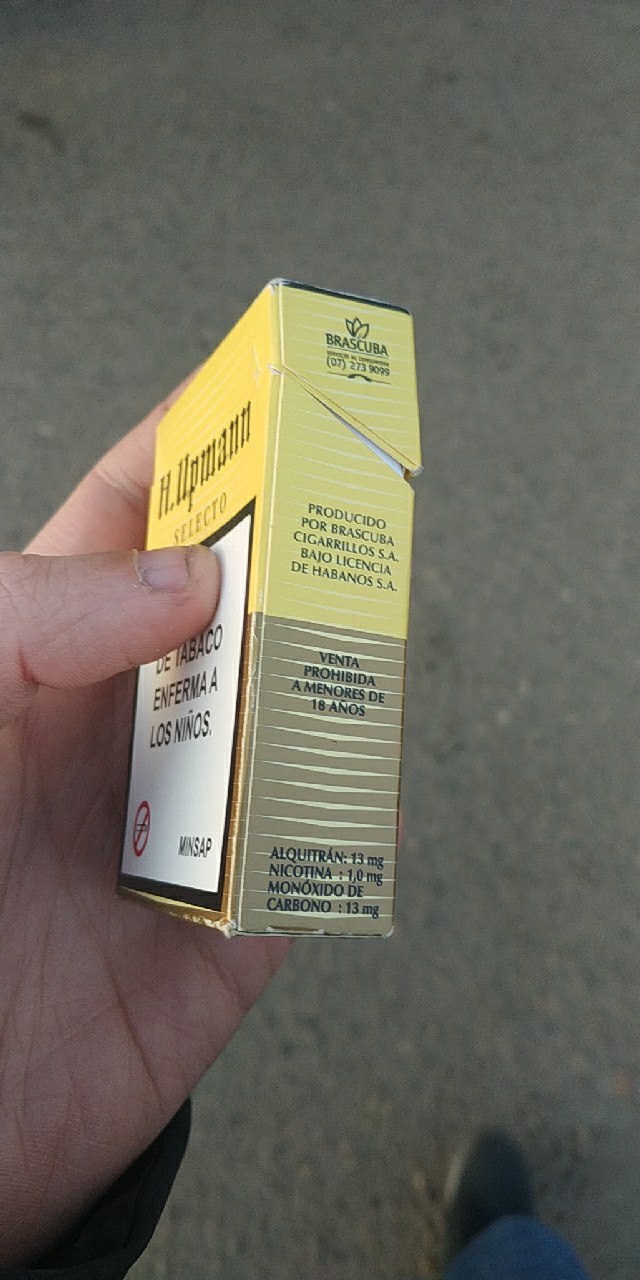 H.Upmann
SELECTO
DE TABACO
ENFERMA A
LOS NIÑOS.
MINSAP
BRASCUBA
(07) 273 9099
PRODUCIDO
POR BRASCUBA
CIGARRILLOS S.A.
BAJO LICENCIA
DE HABANOS S.A.
VENTA
PROHIBIDA
A MENORES DE
18 AÑOS
ALQUITRÁN: 13 mg
NICOTINA : 1,0 mg
MONÓXIDO DE
CARBONO : 13 mg